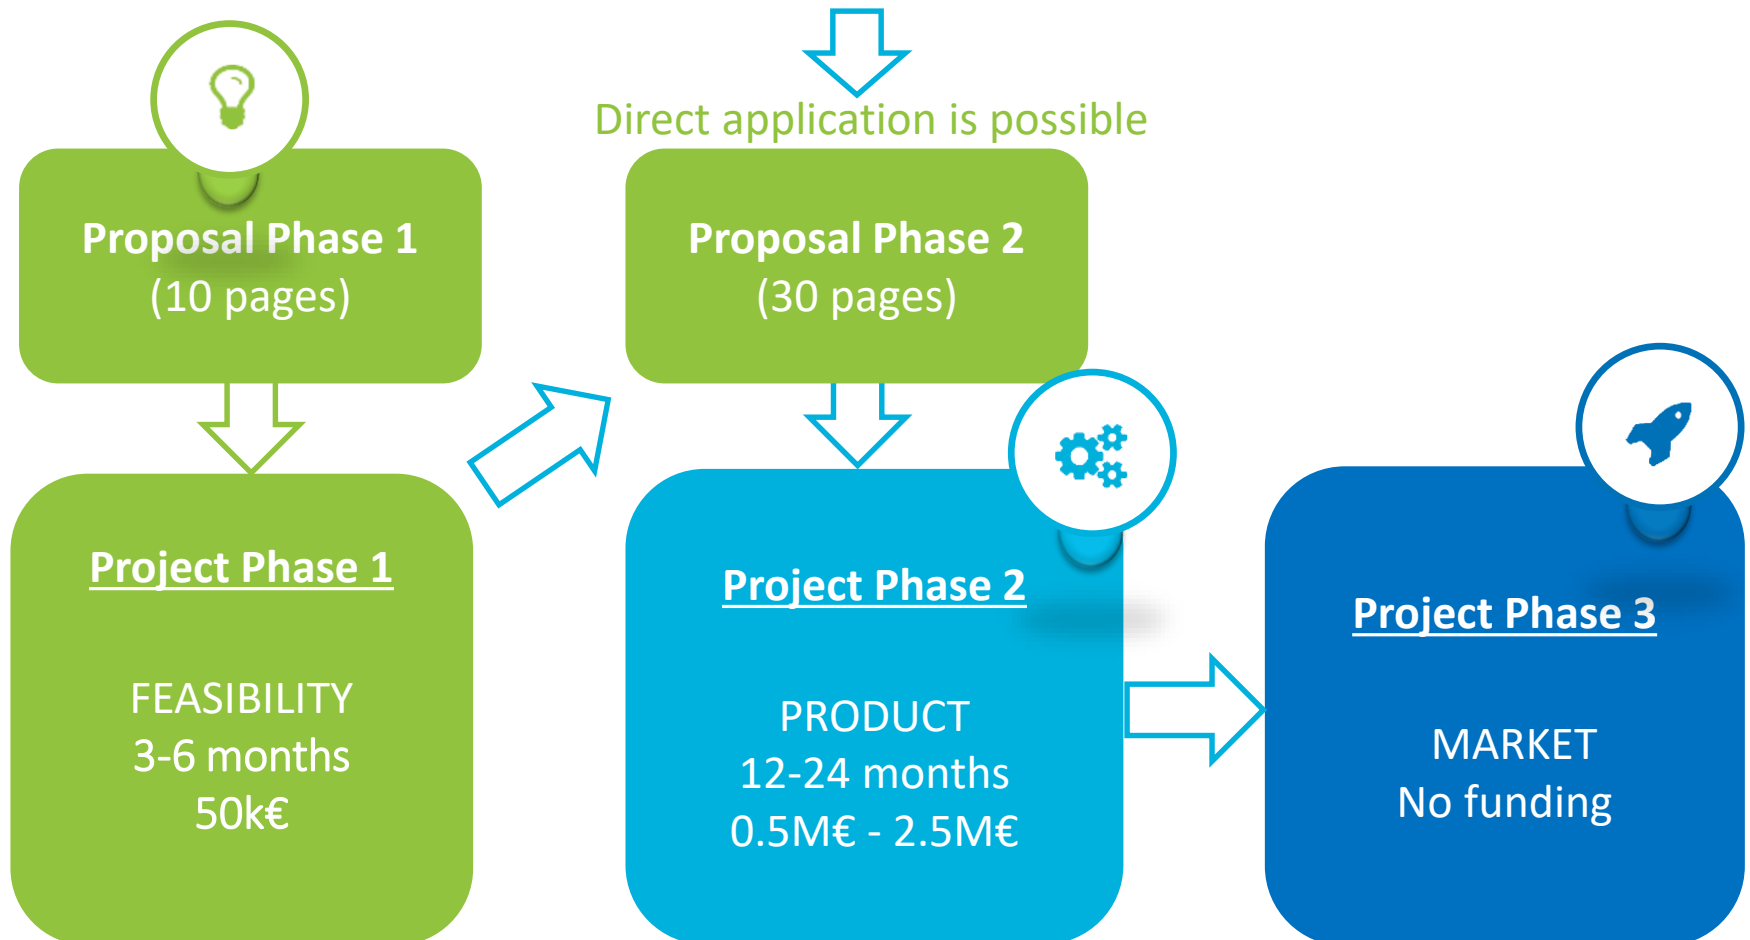 Direct application is possible
Proposal Phase 1
(10 pages)
Proposal Phase 2
(30 pages)
Project Phase 1
FEASIBILITY
3-6 months
50k€
Project Phase 2
PRODUCT
12-24 months
0.5M€ - 2.5M€
Project Phase 3
MARKET
No funding